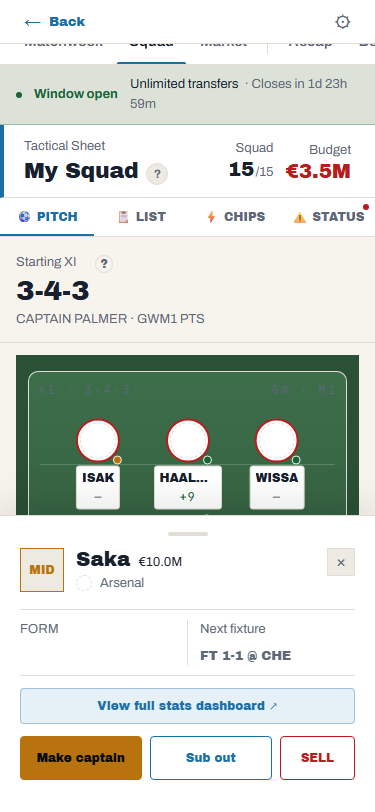 ← Back
Matchweek Squad Market Recap
Window open
Unlimited transfers · Closes in 1d 23h
59m
Tactical Sheet
My Squad ?
Squad
15/15
Budget
€3.5M
PITCH LIST CHIPS STATUS
Starting XI ?
3-4-3
CAPTAIN PALMER · GWM1 PTS
XI · 3-4-3 GW · M1
ISAK HAAL... WISSA
– +9 –
MID
Saka €10.0M
Arsenal
✕
FORM
Next fixture
FT 1-1 @ CHE
View full stats dashboard ↗
Make captain Sub out SELL